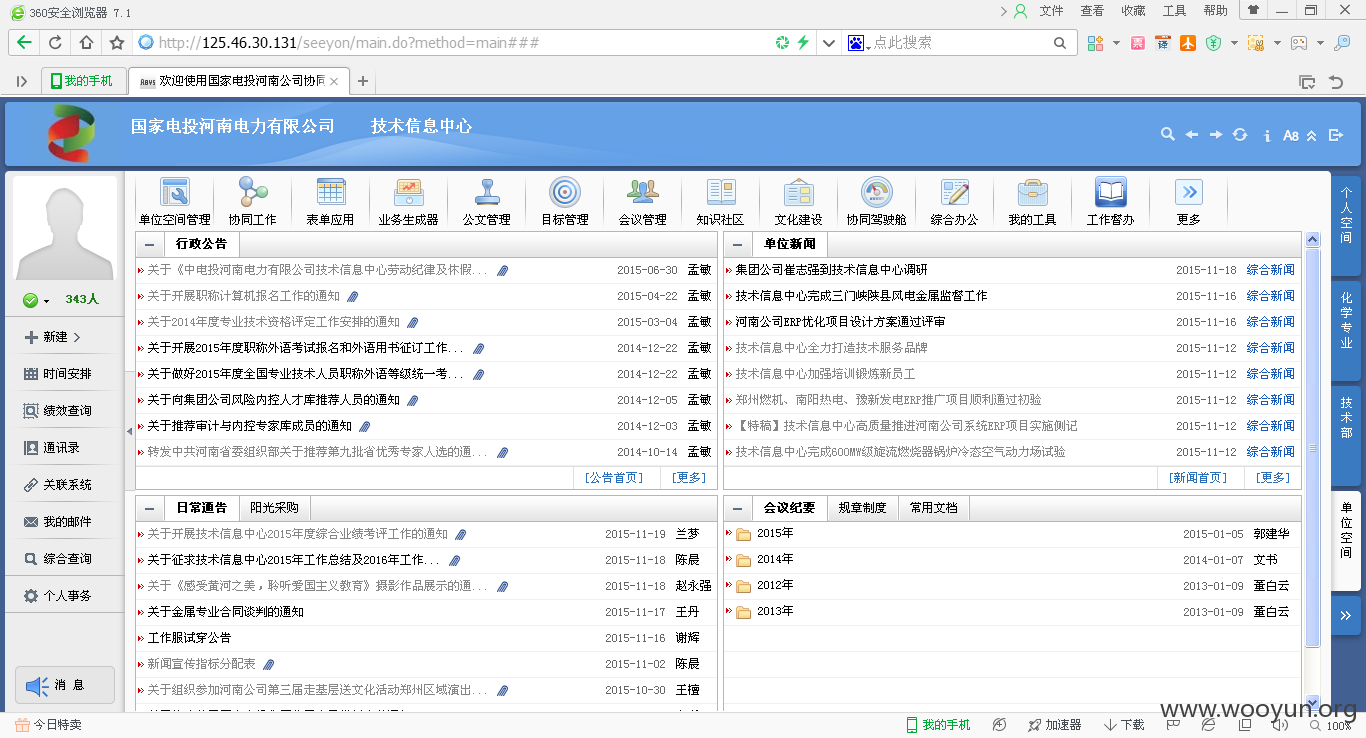 360安全浏览器 7.1
文件 查看 收藏 工具 帮助
http://125.46.30.131/seeyon/main.do?method=main###
点此搜索
我的手机
欢迎使用国家电投河南公司协同
国家电投河南电力有限公司 技术信息中心
A8
单位空间管理 协同工作 表单应用 业务生成器 公文管理 目标管理 会议管理 知识社区 文化建设 协同驾驶舱 综合办公 我的工具 工作督办 更多
343人
新建
时间安排
绩效查询
通讯录
关联系统
我的邮件
综合查询
个人事务
消 息
行政公告
关于《中电投河南电力有限公司技术信息中心劳动纪律及休假... 2015-06-30 孟敏
关于开展职称计算机报名工作的通知 2015-04-22 孟敏
关于2014年度专业技术资格评定工作安排的通知 2015-03-04 孟敏
关于开展2015年度职称外语考试报名和外语用书征订工作... 2014-12-22 孟敏
关于做好2015年度全国专业技术人员职称外语等级统一考... 2014-12-22 孟敏
关于向集团公司风险内控人才库推荐人员的通知 2014-12-05 孟敏
关于推荐审计与内控专家库成员的通知 2014-12-03 孟敏
转发中共河南省委组织部关于推荐第九批省优秀专家人选的通... 2014-10-14 孟敏
[公告首页] [更多]
单位新闻
集团公司崔志强到技术信息中心调研 2015-11-18 综合新闻
技术信息中心完成三门峡陕县风电金属监督工作 2015-11-16 综合新闻
河南公司ERP优化项目设计方案通过评审 2015-11-16 综合新闻
技术信息中心全力打造技术服务品牌 2015-11-12 综合新闻
技术信息中心加强培训锻炼新员工 2015-11-12 综合新闻
郑州燃机、南阳热电、豫新发电ERP推广项目顺利通过初验 2015-11-12 综合新闻
【特稿】技术信息中心高质量推进河南公司系统ERP项目实施侧记 2015-11-12 综合新闻
技术信息中心完成600MW级旋流燃烧器锅炉冷态空气动力场试验 2015-11-12 综合新闻
[新闻首页] [更多]
日常通告 阳光采购
关于开展技术信息中心2015年度综合业绩考评工作的通知 2015-11-19 兰梦
关于征求技术信息中心2015年工作总结及2016年工作... 2015-11-18 陈晨
关于《感受黄河之美，聆听爱国主义教育》摄影作品展示的通... 2015-11-18 赵永强
关于金属专业合同谈判的通知 2015-11-17 王丹
工作服试穿公告 2015-11-16 谢辉
新闻宣传指标分配表 2015-11-02 陈晨
关于组织参加河南公司第三届走基层送文化活动郑州区域演出... 2015-10-30 王檀
会议纪要 规章制度 常用文档
2015年 2015-01-05 郭建华
2014年 2014-01-07 文书
2012年 2013-01-09 董白云
2013年 2013-01-09 董白云
个人空间
化学专业
技术部
单位空间
www.wooyun.org
今日特卖
我的手机 加速器 下载 100%